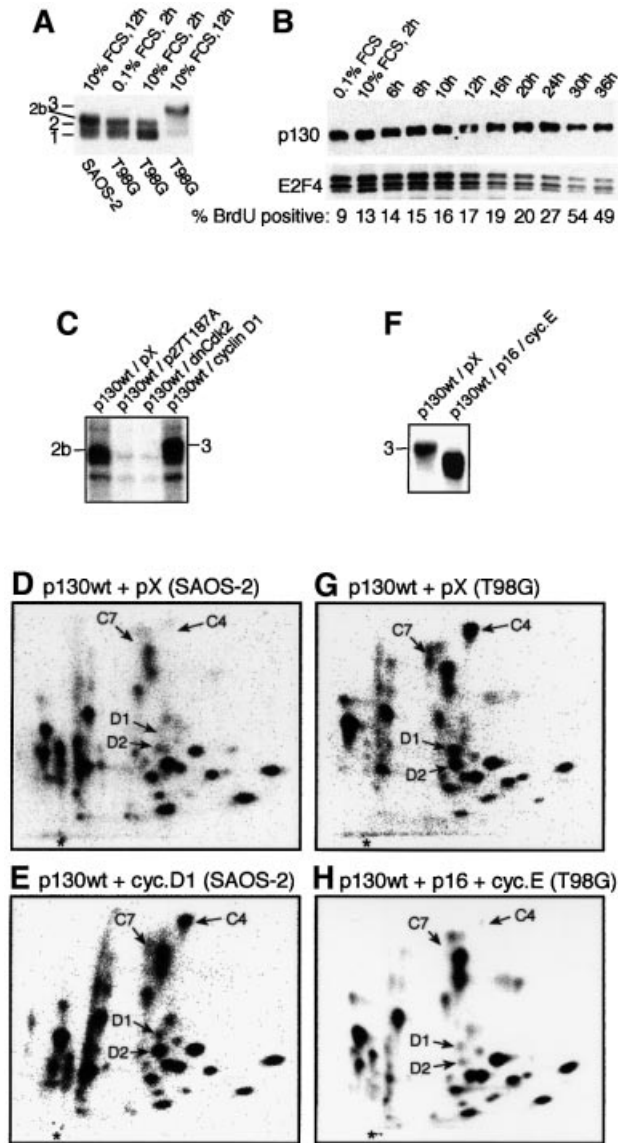 A
10% FCS, 12h
0.1% FCS, 2h
10% FCS, 2h
10% FCS, 12h
3
2b
2
1
SAOS-2
T98G
T98G
T98G
B
0.1% FCS
10% FCS, 2h
6h
8h
10h
12h
16h
20h
24h
30h
36h
p130
E2F4
% BrdU positive: 9 13 14 15 16 17 19 20 27 54 49
C
p130wt / pX
p130wt / p27T187A
p130wt / dnCdk2
p130wt / cyclin D1
2b
3
F
p130wt / pX
p130wt / p16 / cyc.E
3
D p130wt + pX (SAOS-2)
C7
C4
D1
D2
*
G p130wt + pX (T98G)
C7
C4
D1
D2
*
E p130wt + cyc.D1 (SAOS-2)
C7
C4
D1
D2
*
H p130wt + p16 + cyc.E (T98G)
C7
C4
D1
D2
*